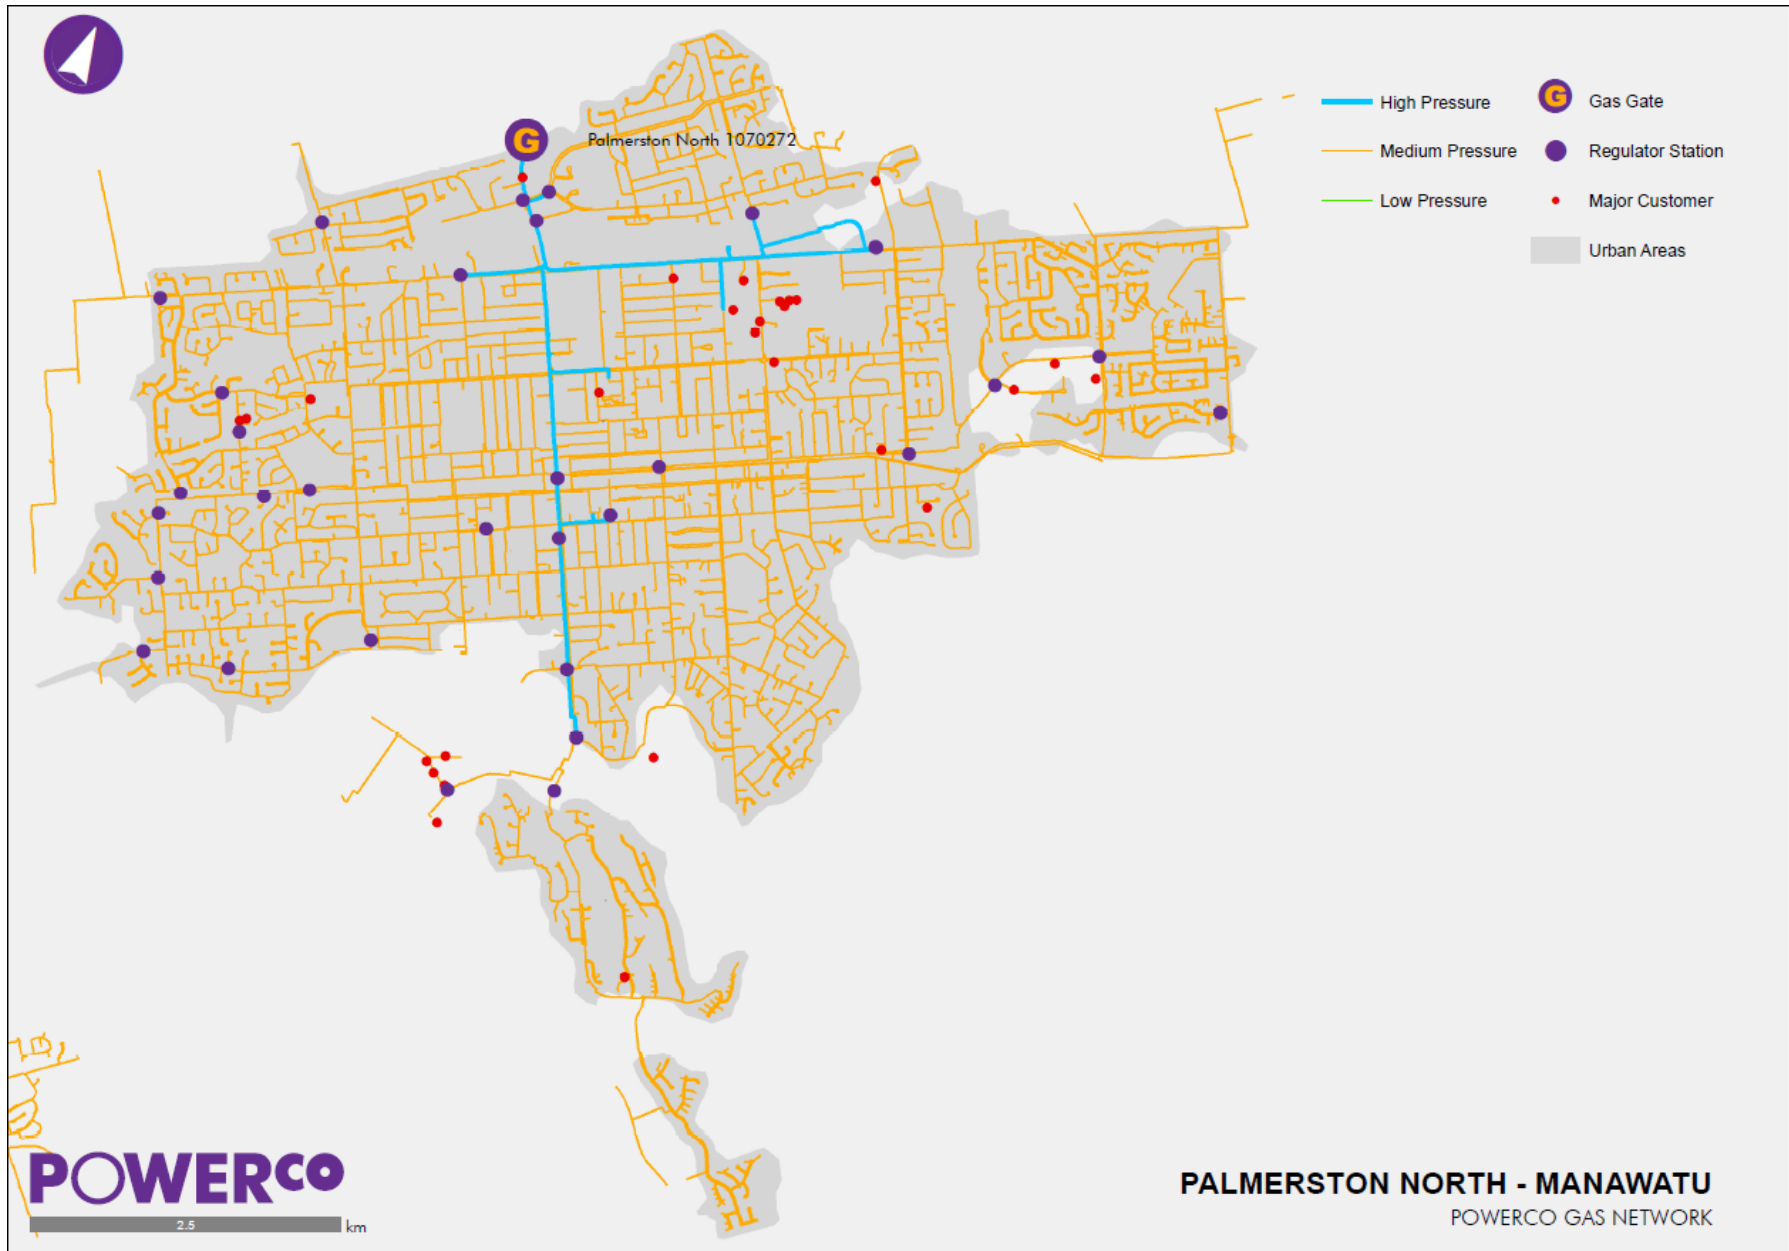 G
Palmerston North 1070272
High Pressure
G
Gas Gate
Medium Pressure
Regulator Station
Low Pressure
Major Customer
Urban Areas
POWERCO
2.5
km
PALMERSTON NORTH - MANAWATU
POWERCO GAS NETWORK